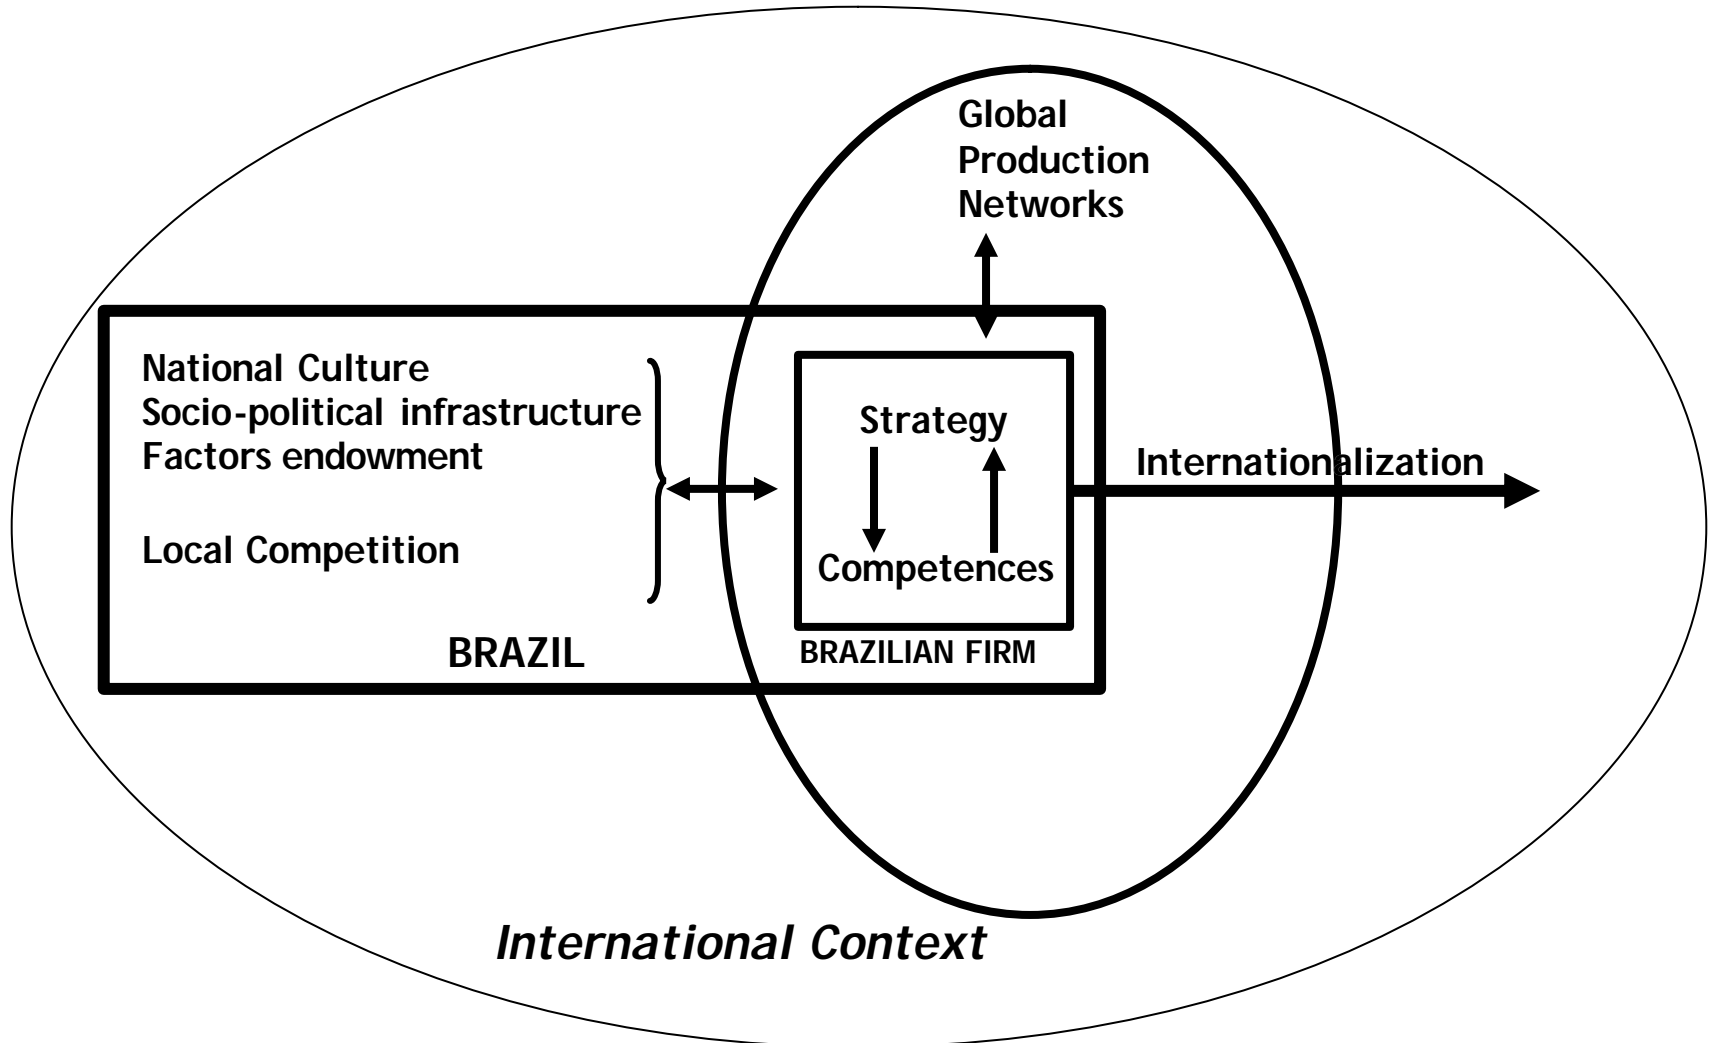 Global
Production
Networks
National Culture
Socio-political infrastructure
Factors endowment
Local Competition
Strategy
Competences
Internationalization
BRAZIL
BRAZILIAN FIRM
International Context